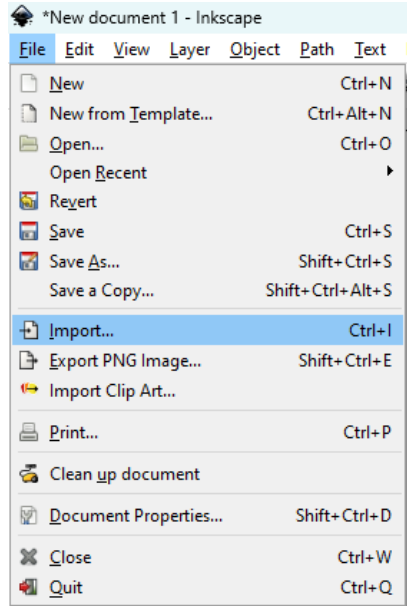 *New document 1 - Inkscape
File Edit View Layer Object Path Text
New Ctrl+N
New from Template... Ctrl+Alt+N
Open... Ctrl+O
Open Recent
Revert
Save Ctrl+S
Save As... Shift+Ctrl+S
Save a Copy... Shift+Ctrl+Alt+S
Import... Ctrl+I
Export PNG Image... Shift+Ctrl+E
Import Clip Art...
Print... Ctrl+P
Clean up document
Document Properties... Shift+Ctrl+D
Close Ctrl+W
Quit Ctrl+Q